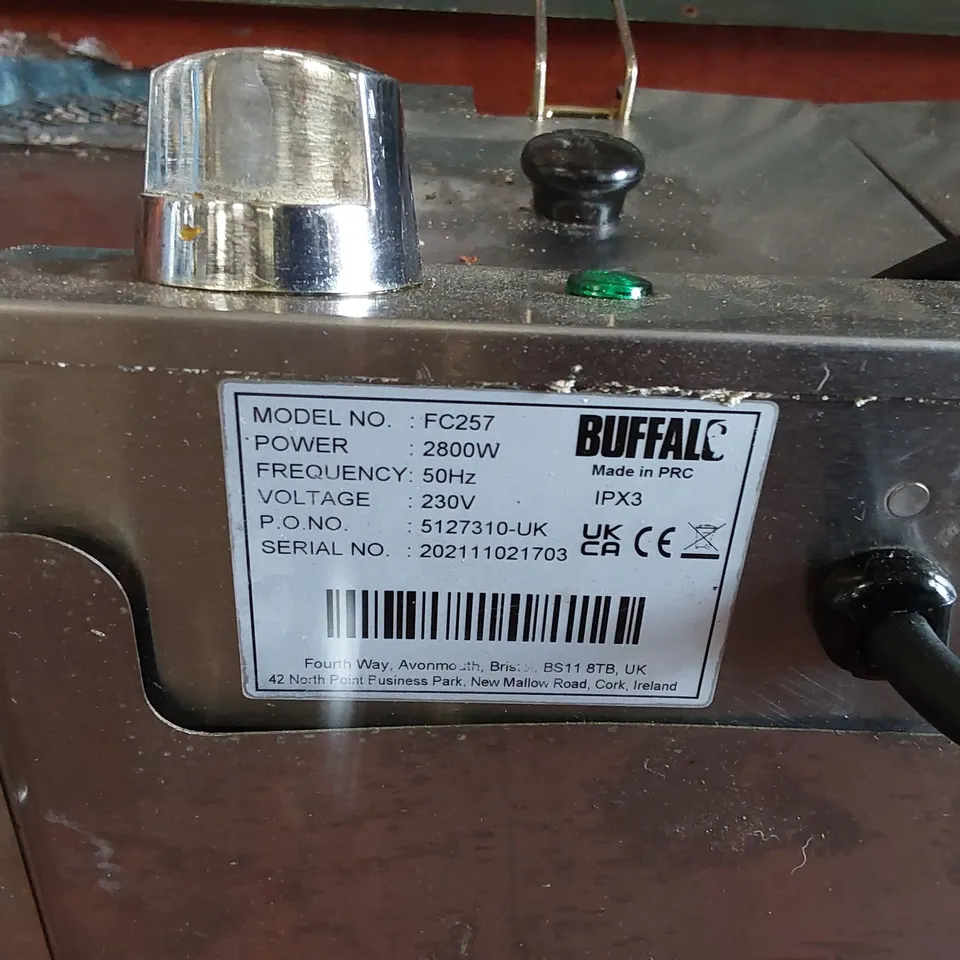 MODEL NO. : FC257
POWER : 2800W
FREQUENCY: 50Hz
VOLTAGE : 230V
P.O.NO. : 5127310-UK
SERIAL NO. : 202111021703
BUFFALO
Made in PRC
IPX3
UK
CA CE
Fourth Way, Avonmouth, Bristol, BS11 8TB, UK
42 North Point Business Park, New Mallow Road, Cork, Ireland